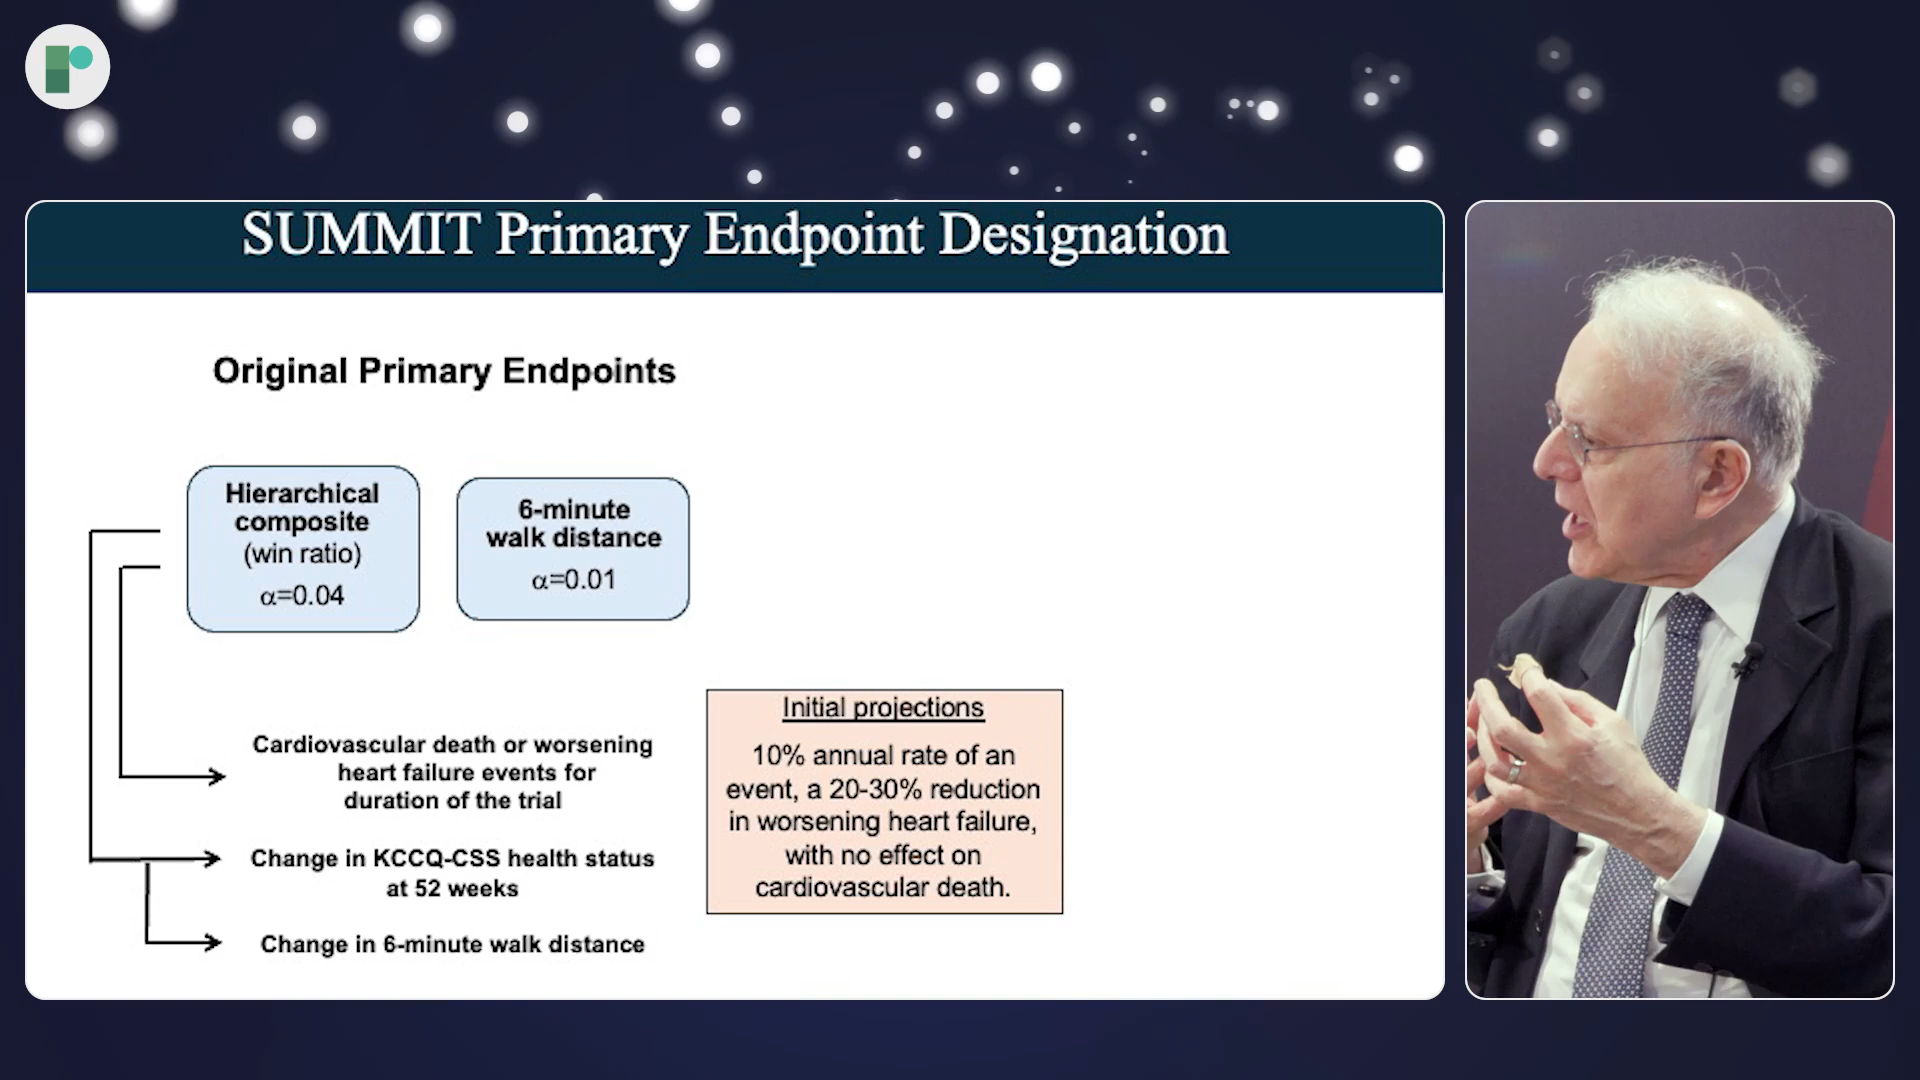 SUMMIT Primary Endpoint Designation
Original Primary Endpoints
Hierarchical
composite
(win ratio)
α=0.04
6-minute
walk distance
α=0.01
Cardiovascular death or worsening
heart failure events for
duration of the trial
Change in KCCQ-CSS health status
at 52 weeks
Change in 6-minute walk distance
Initial projections
10% annual rate of an
event, a 20-30% reduction
in worsening heart failure,
with no effect on
cardiovascular death.